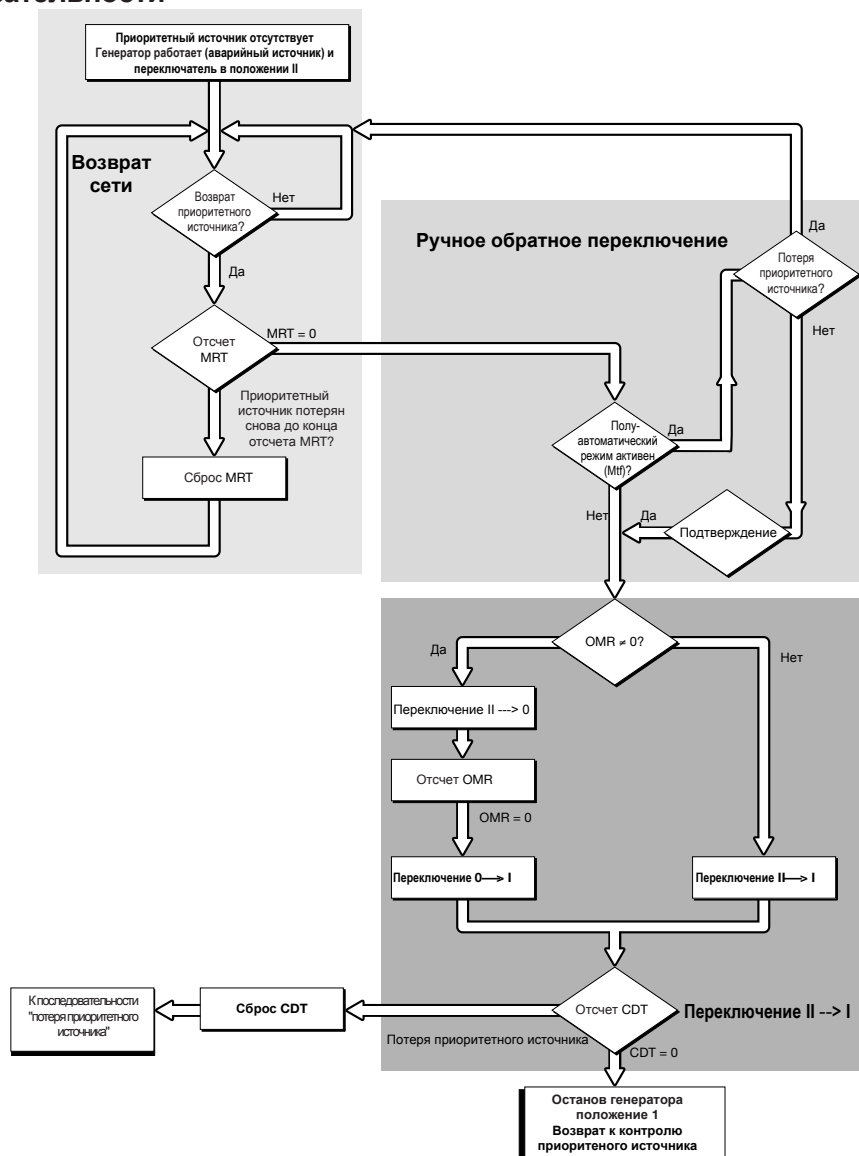 Приоритетный источник отсутствует
Генератор работает (аварийный источник) и
переключатель в положении II
Возврат
сети
Возврат
приоритетного
источника?
Нет
Да
Отсчет
MRT
MRT = 0
Приоритетный
источник потерян
снова до конца
отсчета MRT?
Сброс MRT
Ручное обратное переключение
Да
Потеря
приоритетного
источника?
Нет
Полу-
автоматический
режим активен
(Mtf)?
Да
Нет
Да
Подтверждение
OMR ≠ 0?
Да
Нет
Переключение II ---> 0
Отсчет OMR
OMR = 0
Переключение 0—> I
Переключение II—> I
Отсчет CDT
Переключение II --> I
Потеря приоритетного источника
CDT = 0
Сброс CDT
К последовательности
"потеря приоритетного
источника"
Останов генератора
положение 1
Возврат к контролю
приоритеного источника